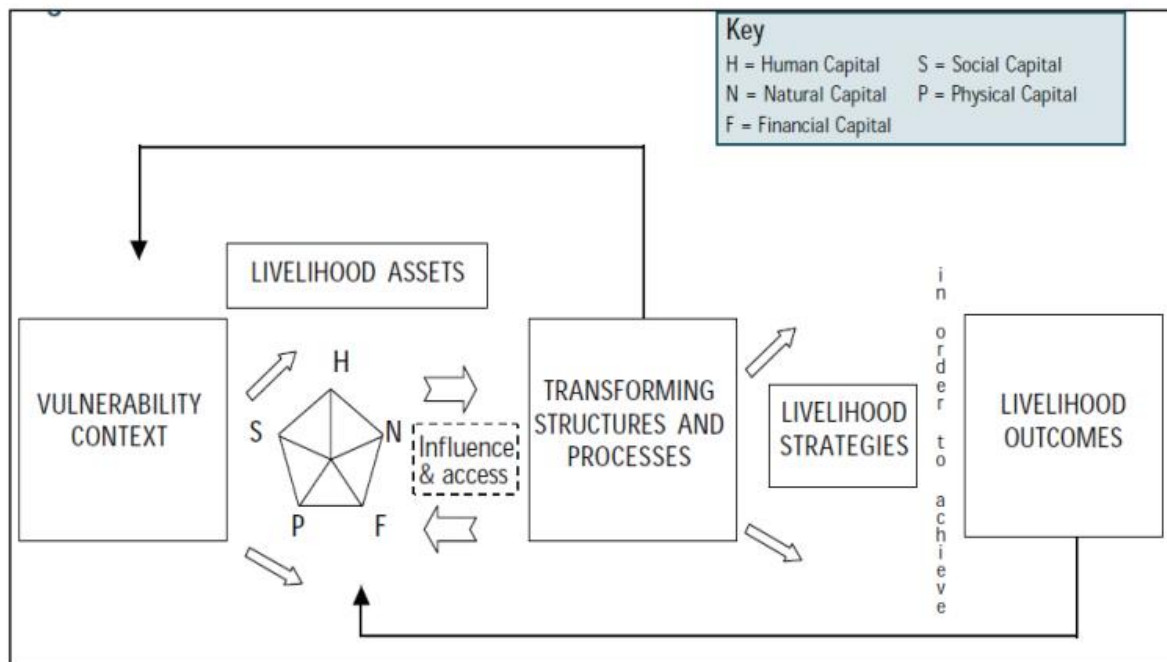 Key
H = Human Capital S = Social Capital
N = Natural Capital P = Physical Capital
F = Financial Capital
LIVELIHOOD ASSETS
VULNERABILITY
CONTEXT
H
S
N
P
F
Influence
& access
TRANSFORMING
STRUCTURES AND
PROCESSES
LIVELIHOOD
STRATEGIES
in order to achieve
LIVELIHOOD
OUTCOMES